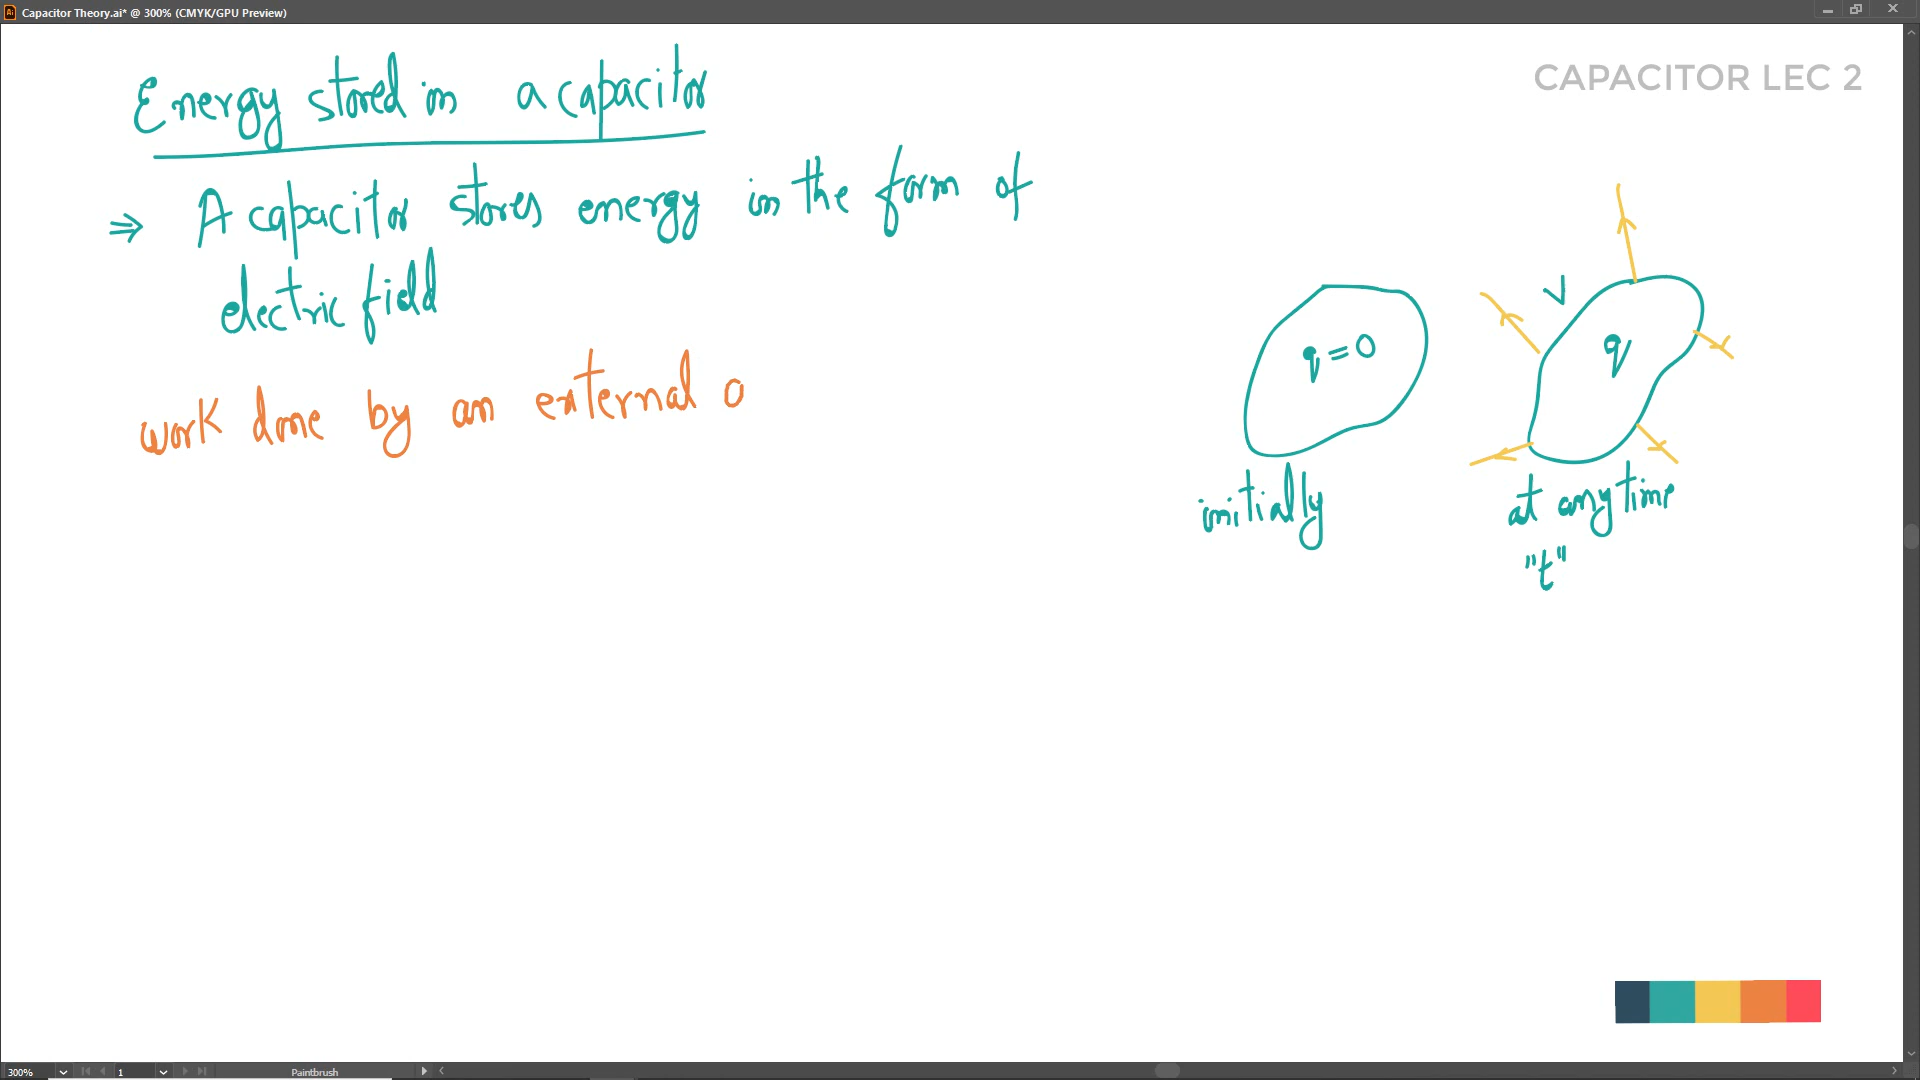 Capacitor Theory.ai* @ 300% (CMYK/GPU Preview)
CAPACITOR LEC 2
Energy stored in a capacitor
⇒ A capacitor stores energy in the form of
electric field
work done by an external o
q = 0
V
q
initially
at any time
"t"
300%
1
Paintbrush